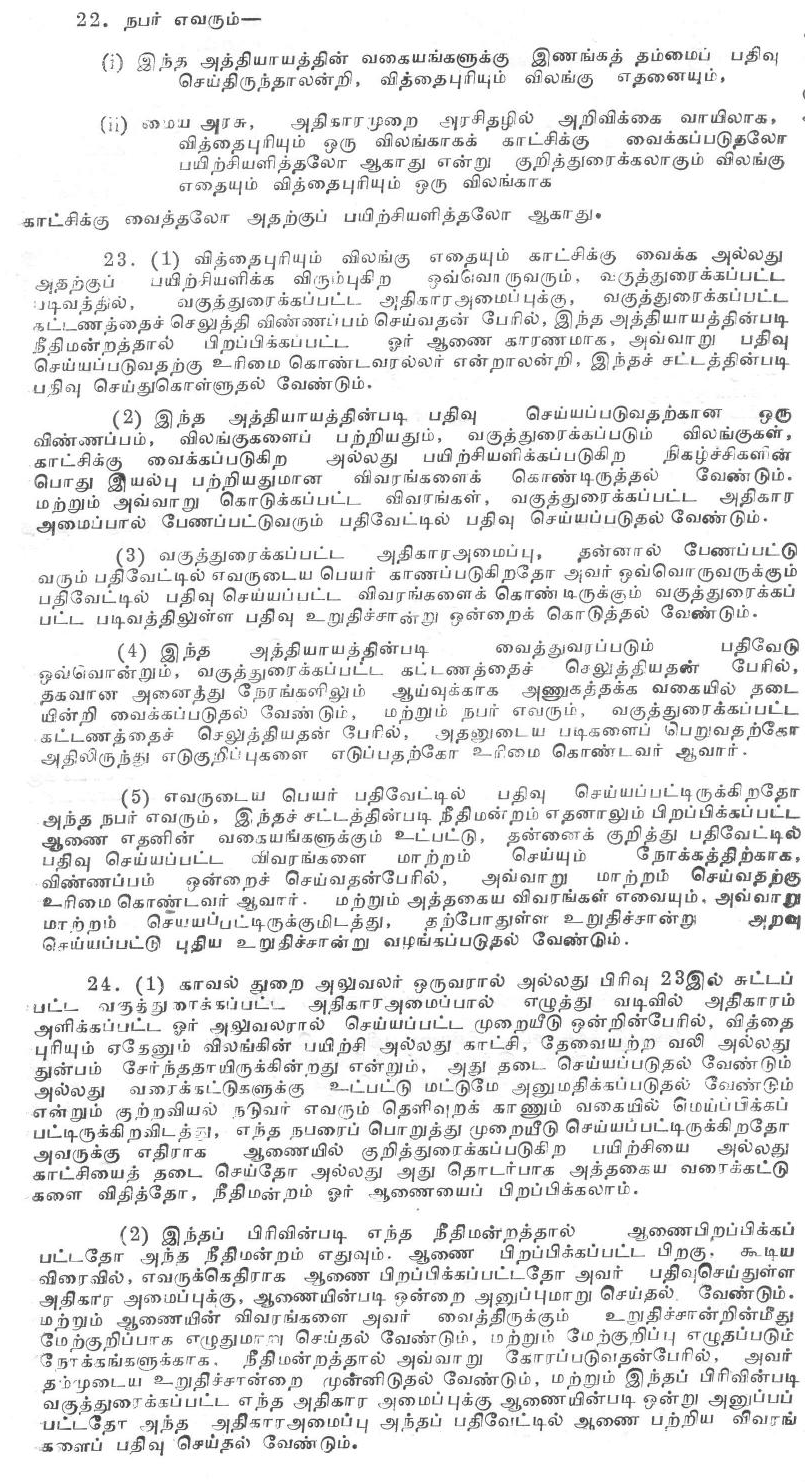 22. நபர் எவரும்—
(i) இந்த அத்தியாயத்தின் வகையங்களுக்கு இணங்கத் தம்மைப் பதிவு
செய்திருந்தாலன்றி, வித்தைபுரியும் விலங்கு எதனையும்,
(ii) மைய அரசு, அதிகாரமுறை அரசிதழில் அறிவிக்கை வாயிலாக,
வித்தைபுரியும் ஒரு விலங்காகக் காட்சிக்கு வைக்கப்படுதலோ
பயிற்சியளித்தலோ ஆகாது என்று குறித்துரைக்கலாகும் விலங்கு
எதையும் வித்தைபுரியும் ஒரு விலங்காக
காட்சிக்கு வைத்தலோ அதற்குப் பயிற்சியளித்தலோ ஆகாது.
23. (1) வித்தைபுரியும் விலங்கு எதையும் காட்சிக்கு வைக்க அல்லது
அதற்குப் பயிற்சியளிக்க விரும்புகிற ஒவ்வொருவரும், வகுத்துரைக்கப்பட்ட
படிவத்தில், வகுத்துரைக்கப்பட்ட அதிகாரஅமைப்புக்கு, வகுத்துரைக்கப்பட்ட
கட்டணத்தைச் செலுத்தி விண்ணப்பம் செய்வதன் பேரில், இந்த அத்தியாயத்தின்படி
நீதிமன்றத்தால் பிறப்பிக்கப்பட்ட ஓர் ஆணை காரணமாக, அவ்வாறு பதிவு
செய்யப்படுவதற்கு உரிமை கொண்டவரல்லர் என்றாலன்றி, இந்தச் சட்டத்தின்படி
பதிவு செய்துகொள்ளுதல் வேண்டும்.
(2) இந்த அத்தியாயத்தின்படி பதிவு செய்யப்படுவதற்கான ஒரு
விண்ணப்பம், விலங்குகளைப் பற்றியதும், வகுத்துரைக்கப்படும் விலங்குகள்,
காட்சிக்கு வைக்கப்படுகிற அல்லது பயிற்சியளிக்கப்படுகிற நிகழ்ச்சிகளின்
பொது இயல்பு பற்றியதுமான விவரங்களைக் கொண்டிருத்தல் வேண்டும்.
மற்றும் அவ்வாறு கொடுக்கப்பட்ட விவரங்கள், வகுத்துரைக்கப்பட்ட அதிகார
அமைப்பால் பேணப்பட்டுவரும் பதிவேட்டில் பதிவு செய்யப்படுதல் வேண்டும்.
(3) வகுத்துரைக்கப்பட்ட அதிகாரஅமைப்பு, தன்னால் பேணப்பட்டு
வரும் பதிவேட்டில் எவருடைய பெயர் காணப்படுகிறதோ அவர் ஒவ்வொருவருக்கும்
பதிவேட்டில் பதிவு செய்யப்பட்ட விவரங்களைக் கொண்டிருக்கும் வகுத்துரைக்கப்
பட்ட படிவத்திலுள்ள பதிவு உறுதிச்சான்று ஒன்றைக் கொடுத்தல் வேண்டும்.
(4) இந்த அத்தியாயத்தின்படி வைத்துவரப்படும் பதிவேடு
ஒவ்வொன்றும், வகுத்துரைக்கப்பட்ட கட்டணத்தைச் செலுத்தியதன் பேரில்,
தகவான அனைத்து நேரங்களிலும் ஆய்வுக்காக அணுகத்தக்க வகையில் தடை
யின்றி வைக்கப்படுதல் வேண்டும், மற்றும் நபர் எவரும், வகுத்துரைக்கப்பட்ட
கட்டணத்தைச் செலுத்தியதன் பேரில், அதனுடைய படிகளைப் பெறுவதற்கோ
அதிலிருந்து எடுகுறிப்புகளை எடுப்பதற்கோ உரிமை கொண்டவர் ஆவார்.
(5) எவருடைய பெயர் பதிவேட்டில் பதிவு செய்யப்பட்டிருக்கிறதோ
அந்த நபர் எவரும், இந்தச் சட்டத்தின்படி நீதிமன்றம் எதனாலும் பிறப்பிக்கப்பட்ட
ஆணை எதனின் வகையங்களுக்கும் உட்பட்டு, தன்னைக் குறித்து பதிவேட்டில்
பதிவு செய்யப்பட்ட விவரங்களை மாற்றம் செய்யும் நோக்கத்திற்காக,
விண்ணப்பம் ஒன்றைச் செய்வதன்பேரில், அவ்வாறு மாற்றம் செய்வதற்கு
உரிமை கொண்டவர் ஆவார். மற்றும் அத்தகைய விவரங்கள் எவையும், அவ்வாறு
மாற்றம் செய்யப்பட்டிருக்குமிடத்து, தற்போதுள்ள உறுதிச்சான்று அறவு
செய்யப்பட்டு புதிய உறுதிச்சான்று வழங்கப்படுதல் வேண்டும்.
24. (1) காவல் துறை அலுவலர் ஒருவரால் அல்லது பிரிவு 23இல் சுட்டப்
பட்ட வகுத்துரைக்கப்பட்ட அதிகாரஅமைப்பால் எழுத்து வடிவில் அதிகாரம்
அளிக்கப்பட்ட ஓர் அலுவலரால் செய்யப்பட்ட முறையீடு ஒன்றின்பேரில், வித்தை
புரியும் ஏதேனும் விலங்கின் பயிற்சி அல்லது காட்சி, தேவையற்ற வலி அல்லது
துன்பம் சேர்ந்ததாயிருக்கின்றது என்றும், அது தடை செய்யப்படுதல் வேண்டும்
அல்லது வரைக்கட்டுகளுக்கு உட்பட்டு மட்டுமே அனுமதிக்கப்படுதல் வேண்டும்
என்றும் குற்றவியல் நடுவர் எவரும் தெளிவுறக் காணும் வகையில் மெய்ப்பிக்கப்
பட்டிருக்கிறவிடத்து, எந்த நபரைப் பொறுத்து முறையீடு செய்யப்பட்டிருக்கிறதோ
அவருக்கு எதிராக ஆணையில் குறித்துரைக்கப்படுகிற பயிற்சியை அல்லது
காட்சியைத் தடை செய்தோ அல்லது அது தொடர்பாக அத்தகைய வரைக்கட்டு
களை விதித்தோ, நீதிமன்றம் ஓர் ஆணையைப் பிறப்பிக்கலாம்.
(2) இந்தப் பிரிவின்படி எந்த நீதிமன்றத்தால் ஆணைபிறப்பிக்கப்
பட்டதோ அந்த நீதிமன்றம் எதுவும். ஆணை பிறப்பிக்கப்பட்ட பிறகு, கூடிய
விரைவில், எவருக்கெதிராக ஆணை பிறப்பிக்கப்பட்டதோ அவர் பதிவுசெய்துள்ள
அதிகார அமைப்புக்கு, ஆணையின்படி ஒன்றை அனுப்புமாறு செய்தல் வேண்டும்.
மற்றும் ஆணையின் விவரங்களை அவர் வைத்திருக்கும் உறுதிச்சான்றின்மீது
மேற்குறிப்பாக எழுதுமாறு செய்தல் வேண்டும், மற்றும் மேற்குறிப்பு எழுதப்படும்
நோக்கங்களுக்காக, நீதிமன்றத்தால் அவ்வாறு கோரப்படுவதன்பேரில், அவர்
தம்முடைய உறுதிச்சான்றை முன்னிடுதல் வேண்டும், மற்றும் இந்தப் பிரிவின்படி
வகுத்துரைக்கப்பட்ட எந்த அதிகார அமைப்புக்கு ஆணையின்படி ஒன்று அனுப்பப்
பட்டதோ அந்த அதிகாரஅமைப்பு அந்தப் பதிவேட்டில் ஆணை பற்றிய விவரங்
களைப் பதிவு செய்தல் வேண்டும்.